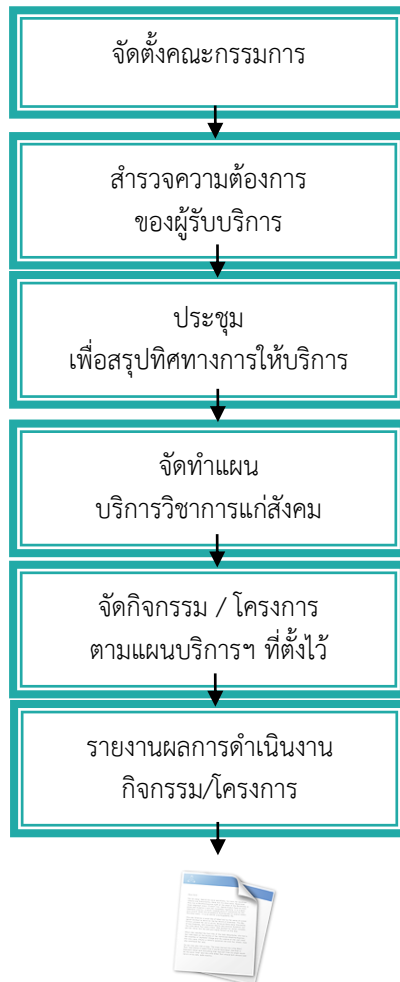 จัดตั้งคณะกรรมการ
สำรวจความต้องการ
ของผู้รับบริการ
ประชุม
เพื่อสรุปทิศทางการให้บริการ
จัดทำแผน
บริการวิชาการแก่สังคม
จัดกิจกรรม / โครงการ
ตามแผนบริการฯ ที่ตั้งไว้
รายงานผลการดำเนินงาน
กิจกรรม/โครงการ